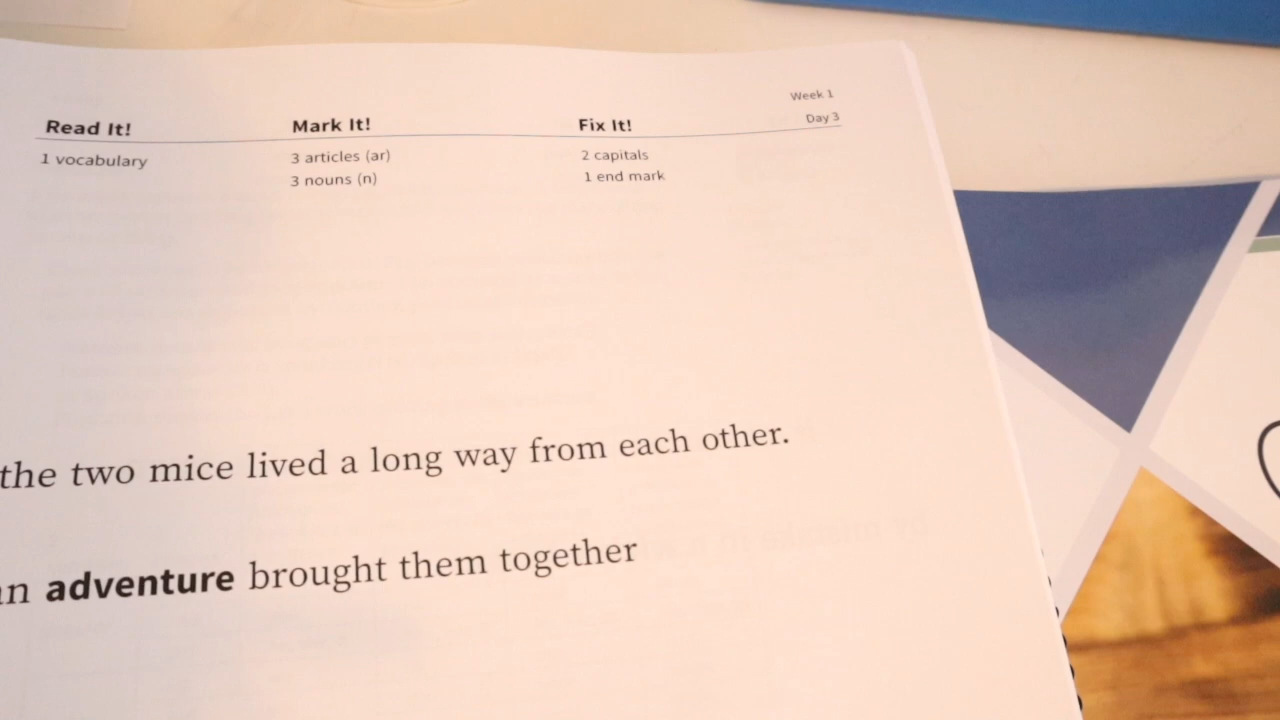 Week 1
Read It! Mark It! Fix It! Day 3
1 vocabulary 3 articles (ar) 2 capitals
3 nouns (n) 1 end mark
the two mice lived a long way from each other.
adventure brought them together